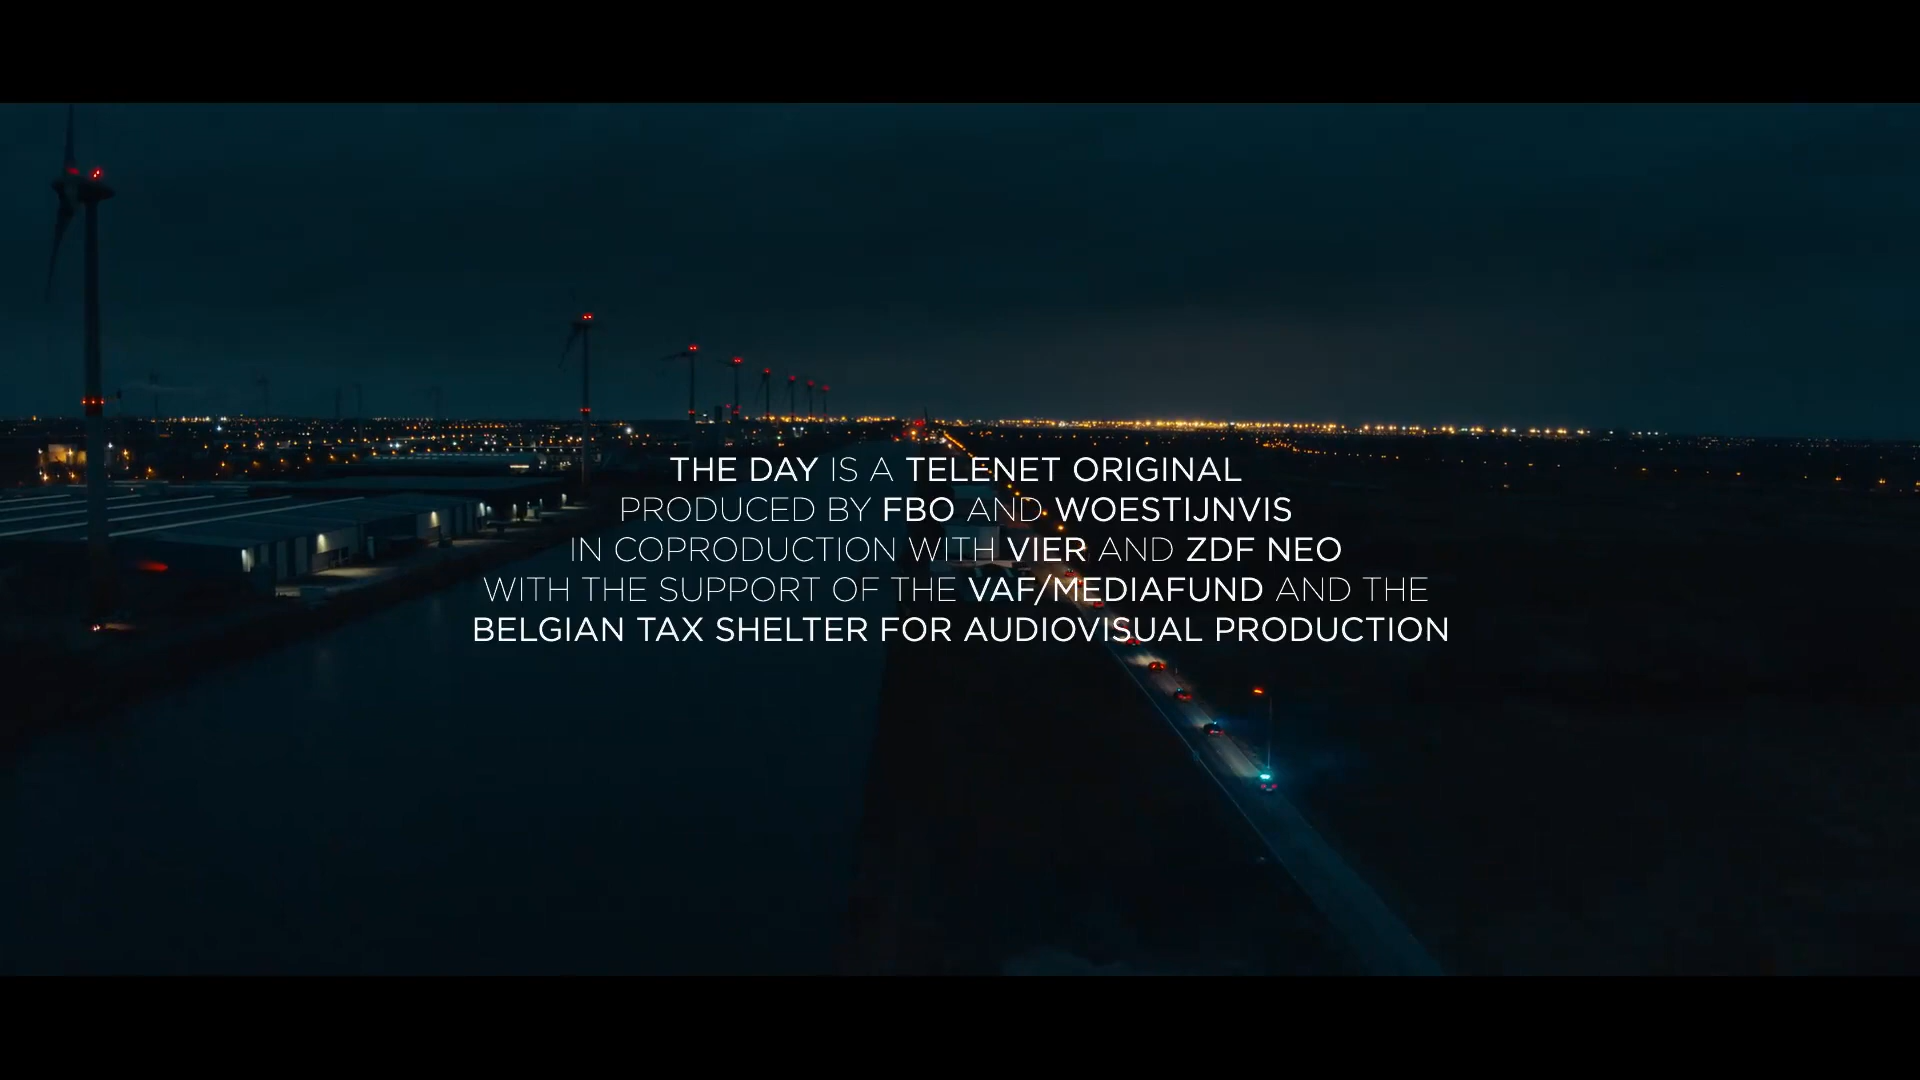 THE DAY IS A TELENET ORIGINAL
PRODUCED BY FBO AND WOESTIJNVIS
IN COPRODUCTION WITH VIER AND ZDF NEO
WITH THE SUPPORT OF THE VAF/MEDIAFUND AND THE
BELGIAN TAX SHELTER FOR AUDIOVISUAL PRODUCTION